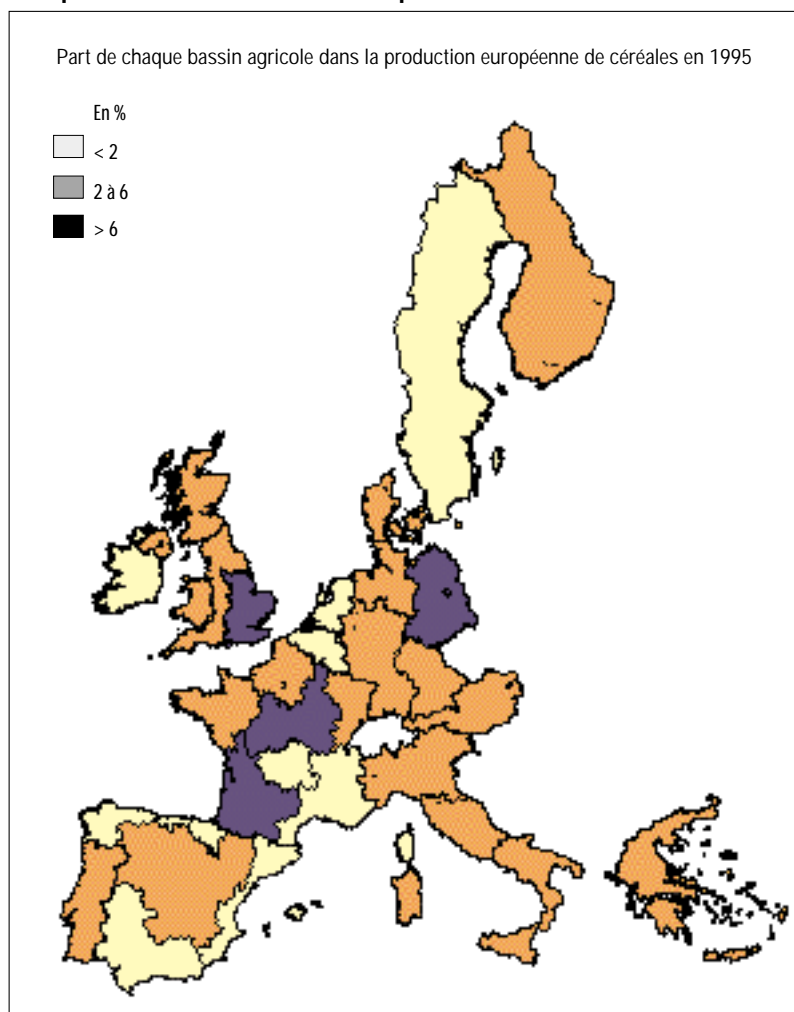 Part de chaque bassin agricole dans la production européenne de céréales en 1995
En %
< 2
2 à 6
> 6